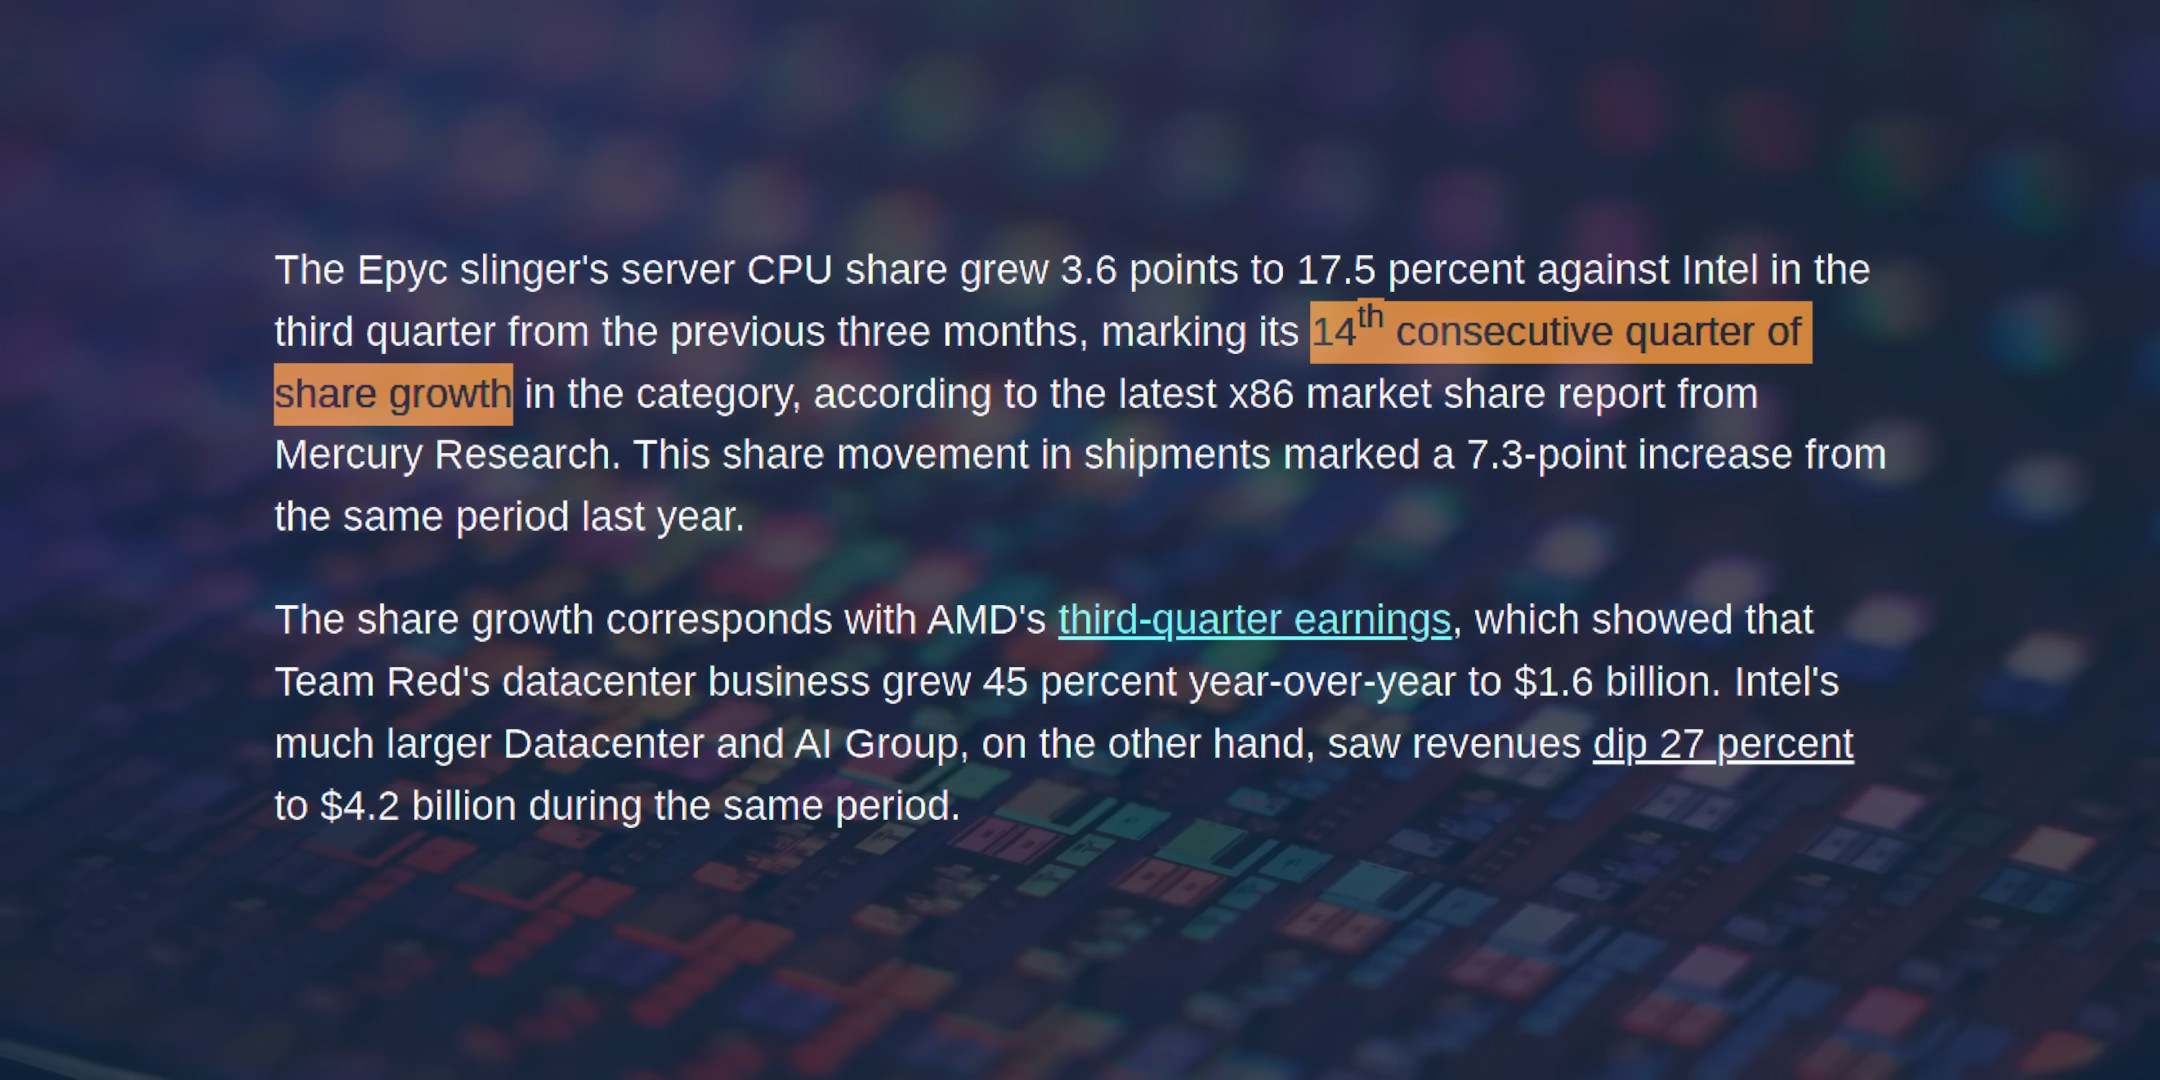 The Epyc slinger's server CPU share grew 3.6 points to 17.5 percent against Intel in the
third quarter from the previous three months, marking its 14th consecutive quarter of
share growth in the category, according to the latest x86 market share report from
Mercury Research. This share movement in shipments marked a 7.3-point increase from
the same period last year.
The share growth corresponds with AMD's third-quarter earnings, which showed that
Team Red's datacenter business grew 45 percent year-over-year to $1.6 billion. Intel's
much larger Datacenter and AI Group, on the other hand, saw revenues dip 27 percent
to $4.2 billion during the same period.